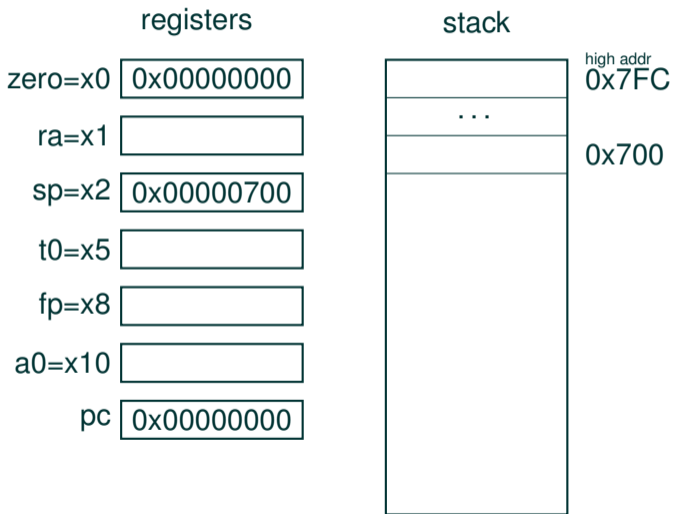 registers
zero=x0 0x00000000
ra=x1
sp=x2 0x00000700
t0=x5
fp=x8
a0=x10
pc 0x00000000
stack
high addr
0x7FC
...
0x700